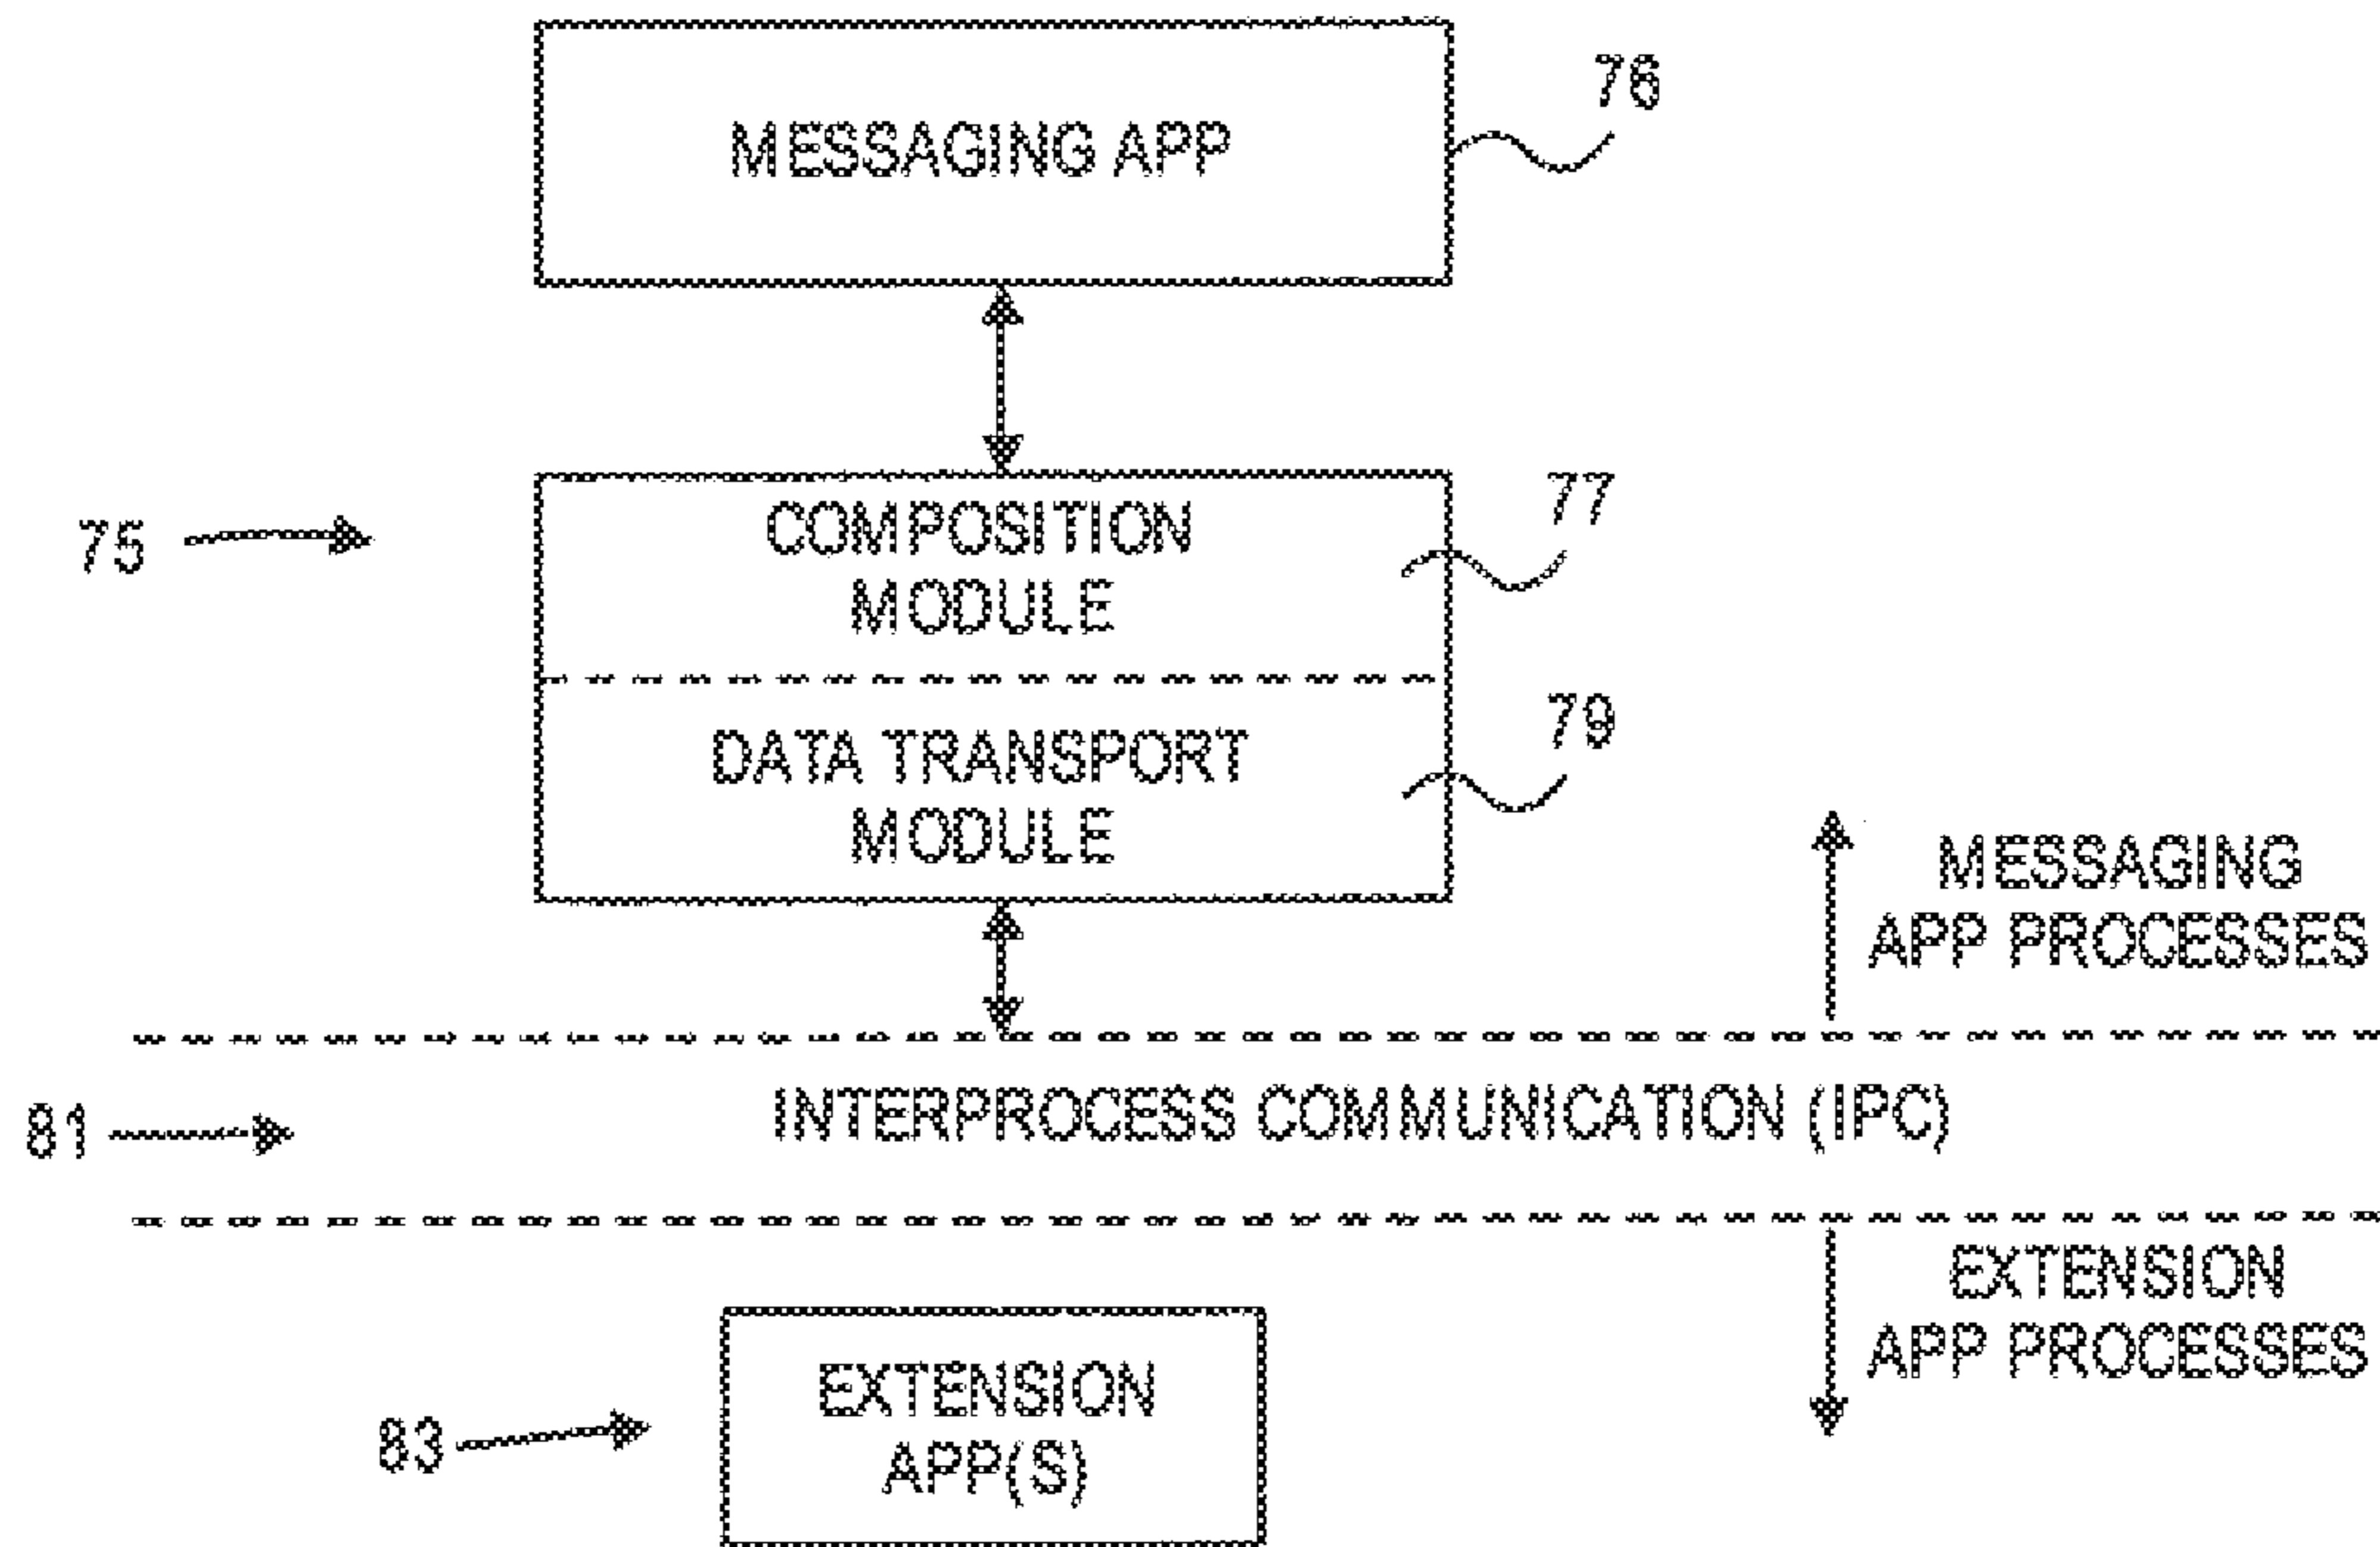 76
MESSAGING APP
75
77
COMPOSITION
MODULE
79
DATA TRANSPORT
MODULE
MESSAGING
APP PROCESSES
81
INTERPROCESS COMMUNICATION (IPC)
EXTENSION
APP PROCESSES
83
EXTENSION
APP(S)